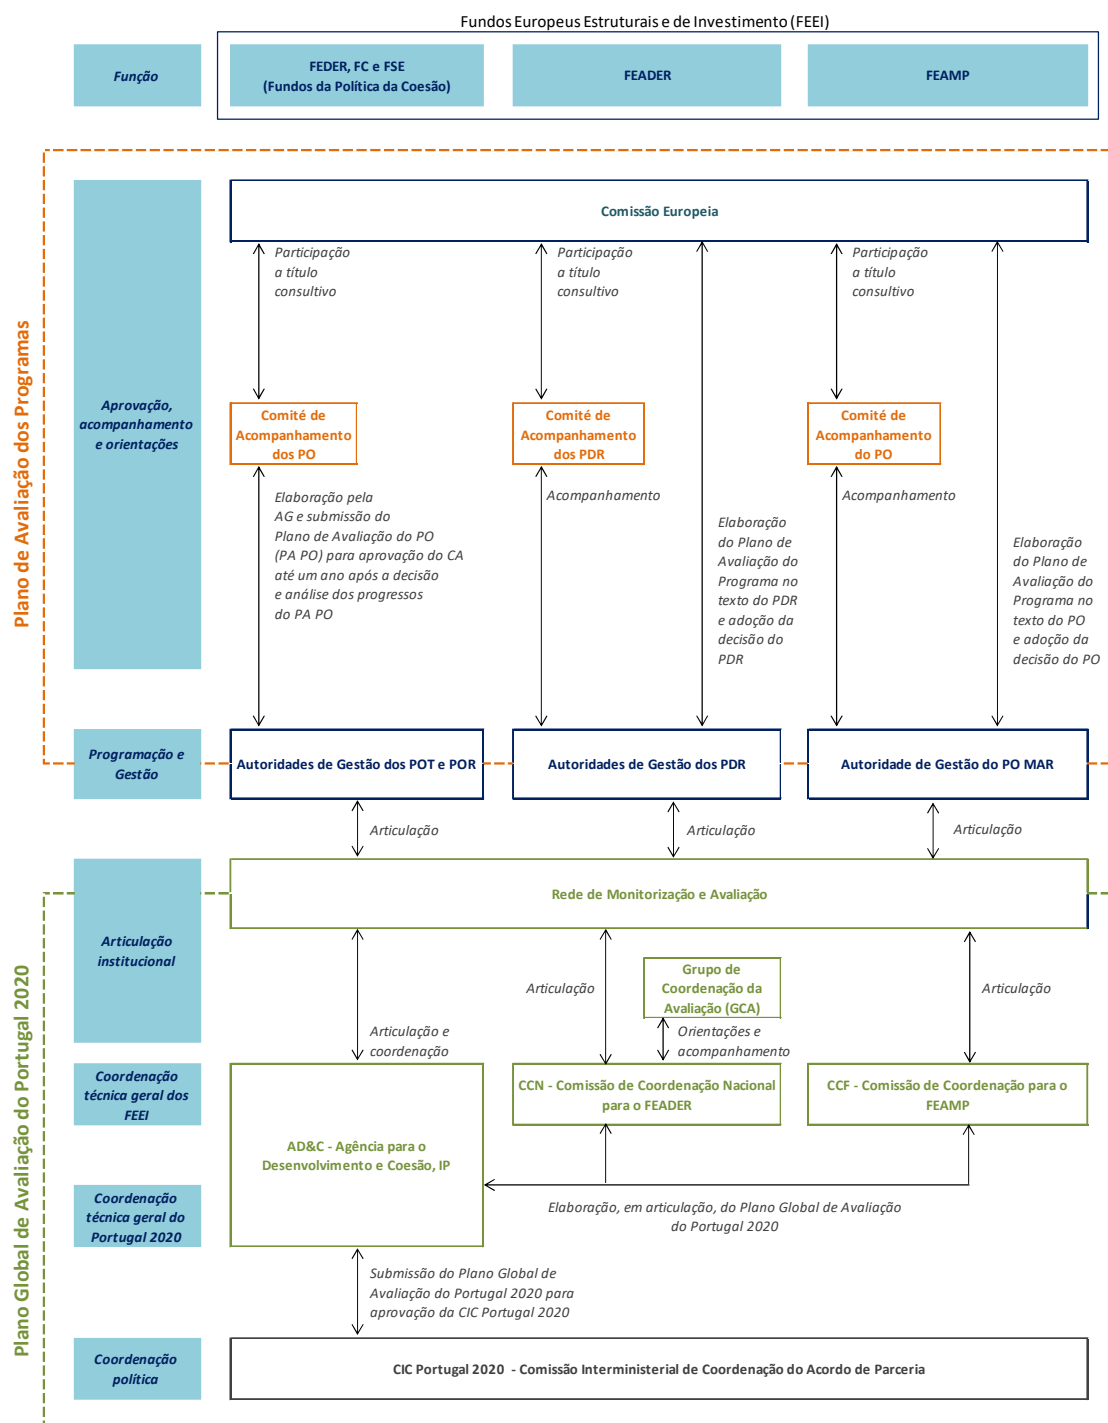 Fundos Europeus Estruturais e de Investimento (FEEI)
Função
FEDER, FC e FSE
(Fundos da Política da Coesão)
FEADER
FEAMP
Plano de Avaliação dos Programas
Aprovação,
acompanhamento
e orientações
Comissão Europeia
Participação
a título
consultivo
Participação
a título
consultivo
Participação
a título
consultivo
Comité de
Acompanhamento
dos PO
Comité de
Acompanhamento
dos PDR
Comité de
Acompanhamento
do PO
Elaboração pela
AG e submissão do
Plano de Avaliação do PO
(PA PO) para aprovação do CA
até um ano após a decisão
e análise dos progressos
do PA PO
Acompanhamento
Elaboração
do Plano de
Avaliação do
Programa no
texto do PDR
e adoção da
decisão do
PDR
Acompanhamento
Elaboração
do Plano de
Avaliação do
Programa no
texto do PO
e adoção da
decisão do PO
Programação e
Gestão
Autoridades de Gestão dos POT e POR
Autoridades de Gestão dos PDR
Autoridade de Gestão do PO MAR
Articulação
Articulação
Articulação
Plano Global de Avaliação do Portugal 2020
Articulação
institucional
Rede de Monitorização e Avaliação
Articulação e
coordenação
Articulação
Grupo de
Coordenação da
Avaliação (GCA)
Orientações e
acompanhamento
Articulação
Coordenação
técnica geral dos
FEEI
AD&C - Agência para o
Desenvolvimento e Coesão, IP
CCN - Comissão de Coordenação Nacional
para o FEADER
CCF - Comissão de Coordenação para o
FEAMP
Coordenação
técnica geral do
Portugal 2020
Elaboração, em articulação, do Plano Global de Avaliação
do Portugal 2020
Submissão do Plano Global de
Avaliação do Portugal 2020 para
aprovação da CIC Portugal 2020
Coordenação
política
CIC Portugal 2020 - Comissão Interministerial de Coordenação do Acordo de Parceria